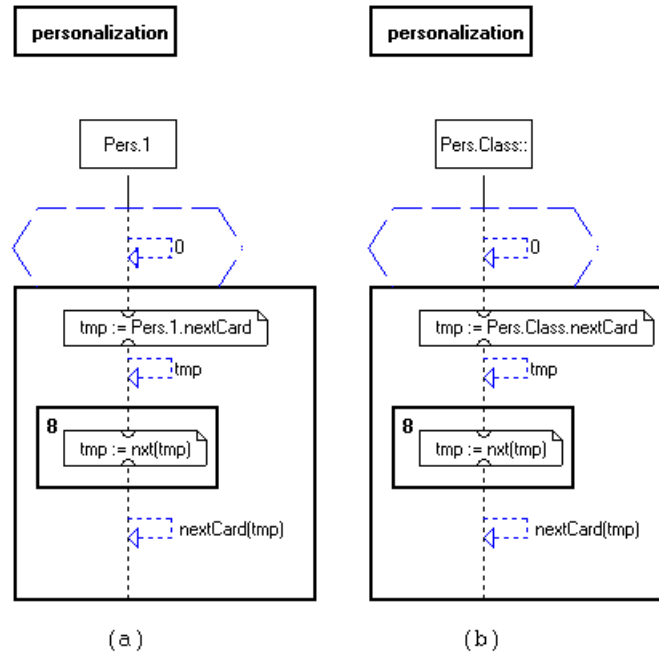 personalization
Pers.1
0
tmp := Pers.1.nextCard
tmp
8
tmp := nxt(tmp)
nextCard(tmp)
(a)
personalization
Pers.Class::
0
tmp := Pers.Class.nextCard
tmp
8
tmp := nxt(tmp)
nextCard(tmp)
(b)